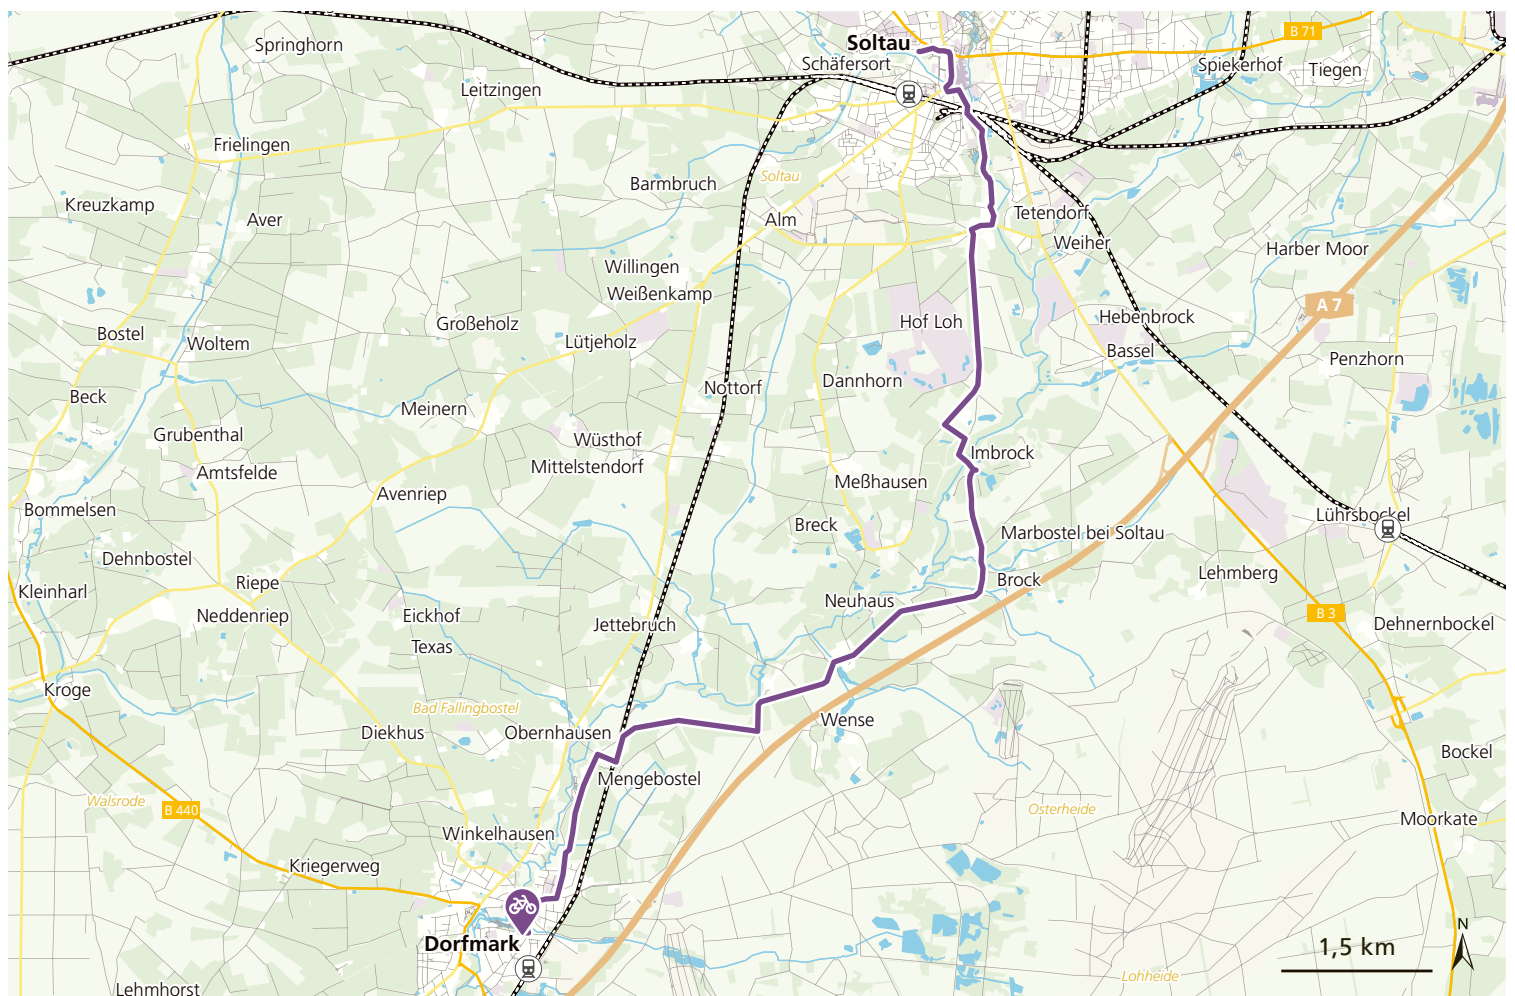 Springhorn
Soltau
B 71
Schäfersort
Spiekerhof
Tiegen
Leitzingen
Frielingen
Soltau
Barmbruch
Kreuzkamp
Aver
Alm
Tetendorf
Weiher
Harber Moor
Willingen
Weißenkamp
A 7
Hebenbrock
Großeholz
Hof Loh
Bostel
Woltem
Lütjeholz
Bassel
Penzhorn
Nottorf
Dannhorn
Beck
Meinern
Grubenthal
Wüsthof
Imbrock
Amtsfelde
Mittelstendorf
Meßhausen
Avenriep
Bommelsen
Lührsbockel
Breck
Marbostel bei Soltau
Dehnbostel
Lehmberg
Riepe
Brock
Kleinharl
Neuhaus
B 3
Neddenriep
Eickhof
Jettebruch
Dehnernbockel
Texas
Kroge
Bad Fallingbostel
Wense
Diekhus
Obernhausen
Bockel
Mengebostel
Walsrode
B 440
Osterheide
Moorkate
Winkelhausen
Kriegerweg
N
Dorfmark
1,5 km
Lohheide
Lehmhorst